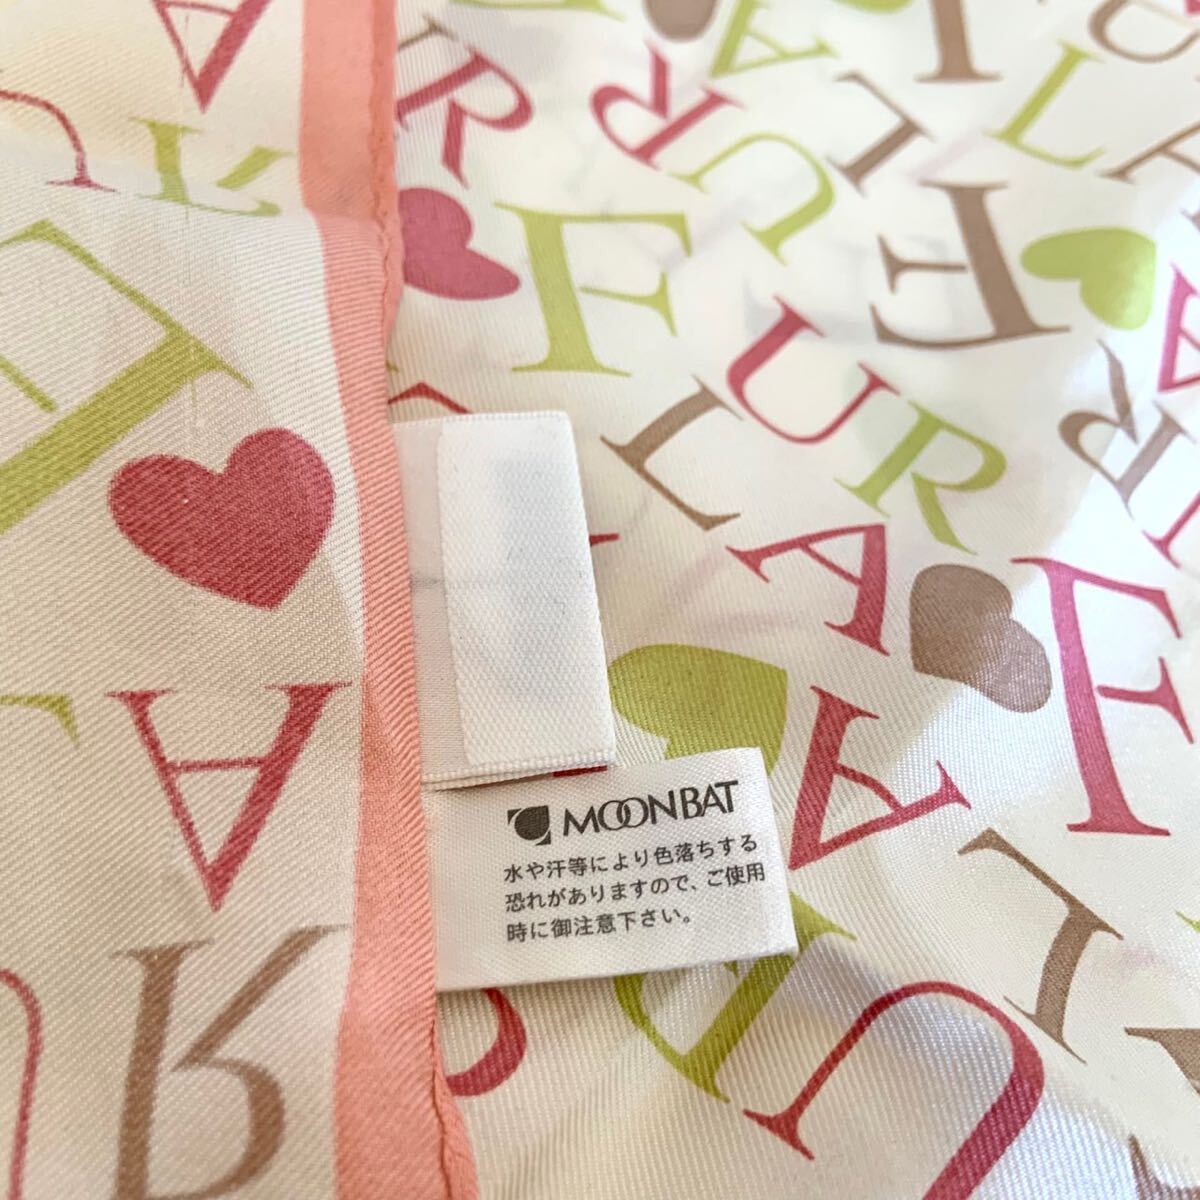 MOONBAT
水や汗等により色落ちする
恐れがありますので、ご使用
時に御注意下さい。
FURLA